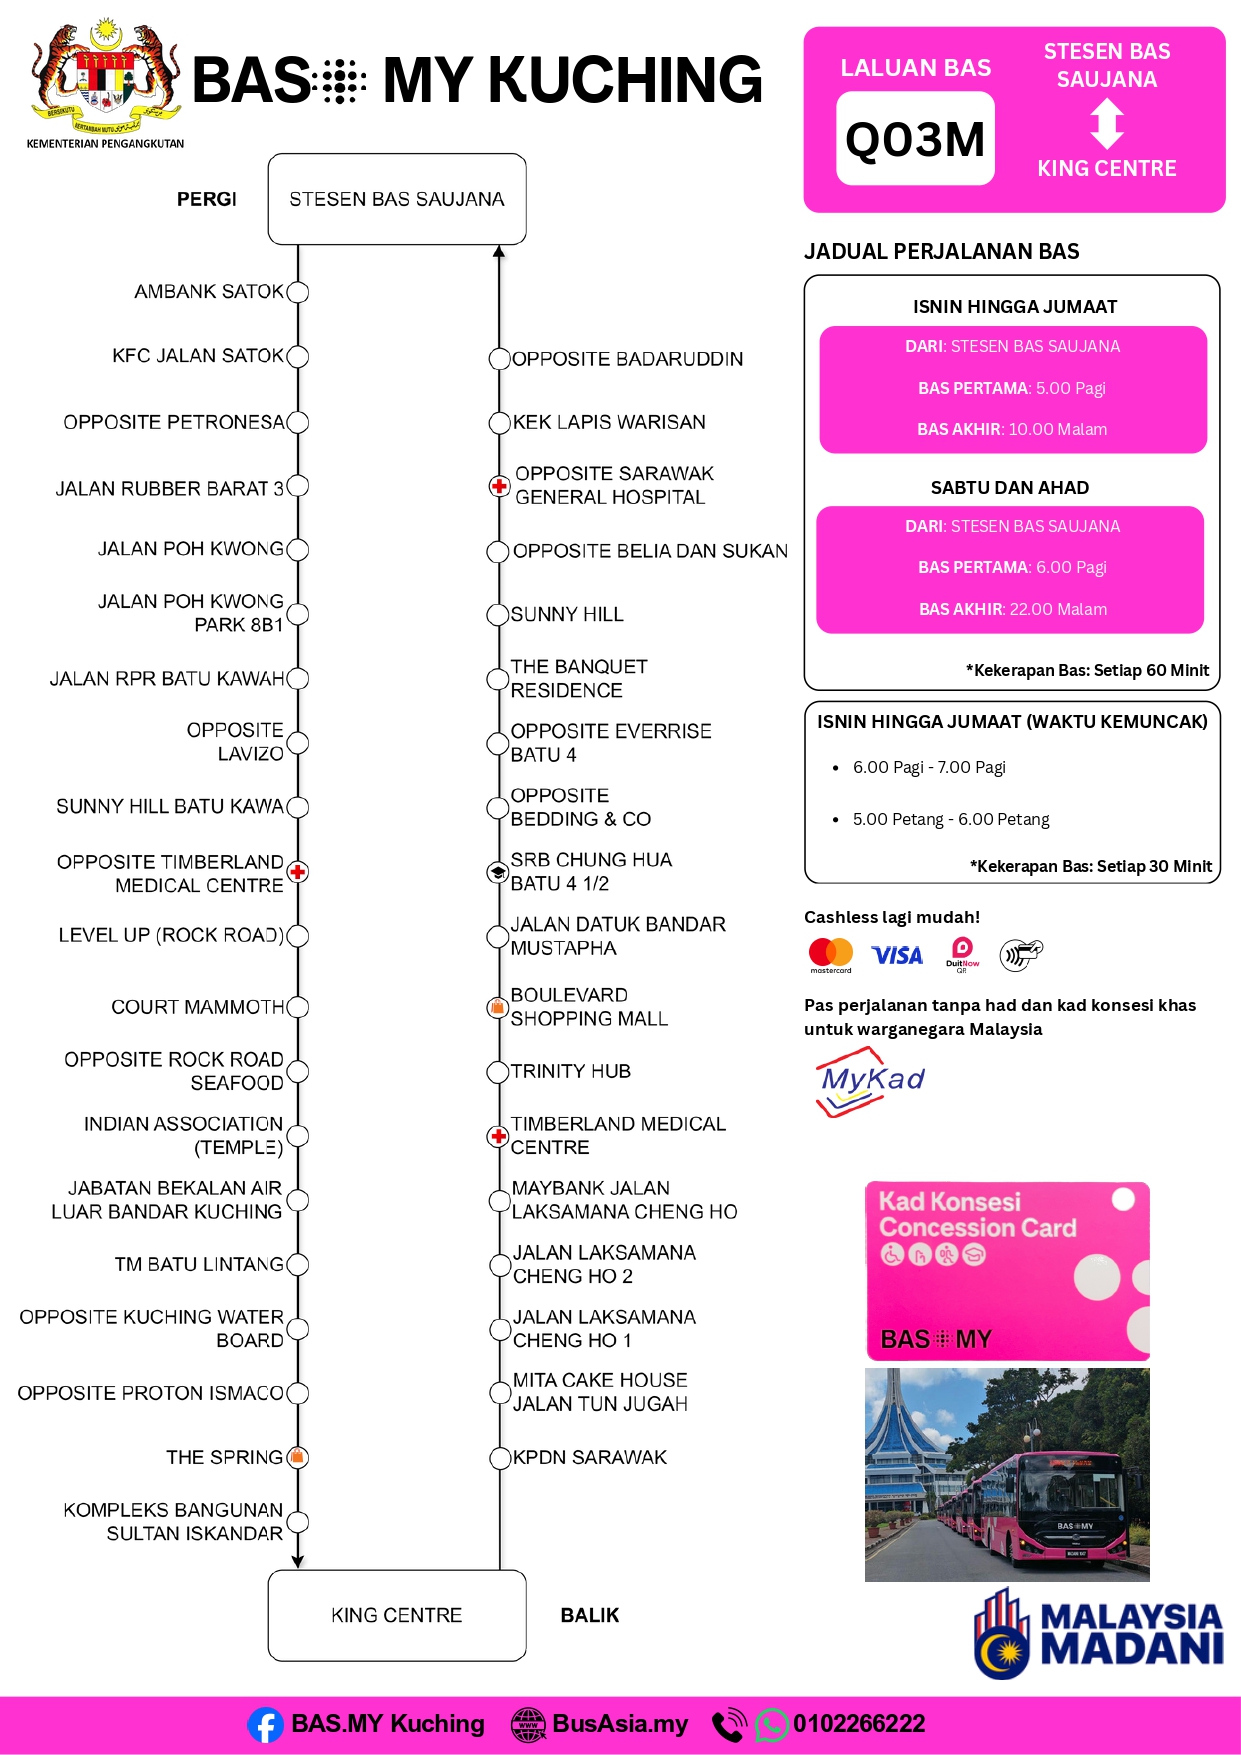 BAS MY KUCHING
BERSEKUTU
BERTAMBAH MUTU
KEMENTERIAN PENGANGKUTAN
LALUAN BAS
Q03M
STESEN BAS
SAUJANA
KING CENTRE
PERGI
STESEN BAS SAUJANA
AMBANK SATOK
KFC JALAN SATOK
OPPOSITE PETRONESA
JALAN RUBBER BARAT 3
JALAN POH KWONG
JALAN POH KWONG
PARK 8B1
JALAN RPR BATU KAWAH
OPPOSITE
LAVIZO
SUNNY HILL BATU KAWA
OPPOSITE TIMBERLAND
MEDICAL CENTRE
LEVEL UP (ROCK ROAD)
COURT MAMMOTH
OPPOSITE ROCK ROAD
SEAFOOD
INDIAN ASSOCIATION
(TEMPLE)
JABATAN BEKALAN AIR
LUAR BANDAR KUCHING
TM BATU LINTANG
OPPOSITE KUCHING WATER
BOARD
OPPOSITE PROTON ISMACO
THE SPRING
KOMPLEKS BANGUNAN
SULTAN ISKANDAR
OPPOSITE BADARUDDIN
KEK LAPIS WARISAN
OPPOSITE SARAWAK
GENERAL HOSPITAL
OPPOSITE BELIA DAN SUKAN
SUNNY HILL
THE BANQUET
RESIDENCE
OPPOSITE EVERRISE
BATU 4
OPPOSITE
BEDDING & CO
SRB CHUNG HUA
BATU 4 1/2
JALAN DATUK BANDAR
MUSTAPHA
BOULEVARD
SHOPPING MALL
TRINITY HUB
TIMBERLAND MEDICAL
CENTRE
MAYBANK JALAN
LAKSAMANA CHENG HO
JALAN LAKSAMANA
CHENG HO 2
JALAN LAKSAMANA
CHENG HO 1
MITA CAKE HOUSE
JALAN TUN JUGAH
KPDN SARAWAK
KING CENTRE
BALIK
JADUAL PERJALANAN BAS
ISNIN HINGGA JUMAAT
DARI: STESEN BAS SAUJANA
BAS PERTAMA: 5.00 Pagi
BAS AKHIR: 10.00 Malam
SABTU DAN AHAD
DARI: STESEN BAS SAUJANA
BAS PERTAMA: 6.00 Pagi
BAS AKHIR: 22.00 Malam
*Kekerapan Bas: Setiap 60 Minit
ISNIN HINGGA JUMAAT (WAKTU KEMUNCAK)
• 6.00 Pagi - 7.00 Pagi
• 5.00 Petang - 6.00 Petang
*Kekerapan Bas: Setiap 30 Minit
Cashless lagi mudah!
mastercard
VISA
DuitNow
QR
Pas perjalanan tanpa had dan kad konsesi khas
untuk warganegara Malaysia
MyKad
Kad Konsesi
Concession Card
BAS MY
BAS MY
MALAYSIA
MADANI
BAS.MY Kuching
WWW
BusAsia.my
0102266222